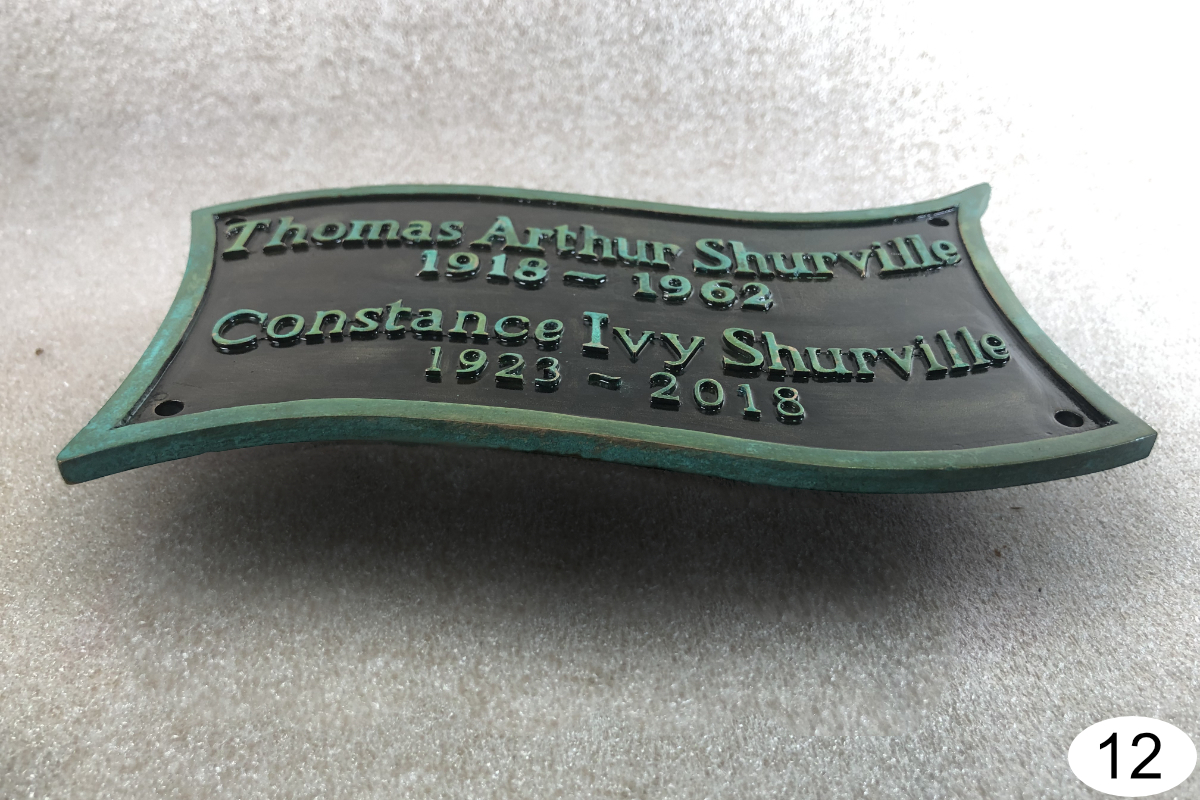 Thomas Arthur Shurville
1918 ~ 1962
Constance Ivy Shurville
1923 ~ 2018
12